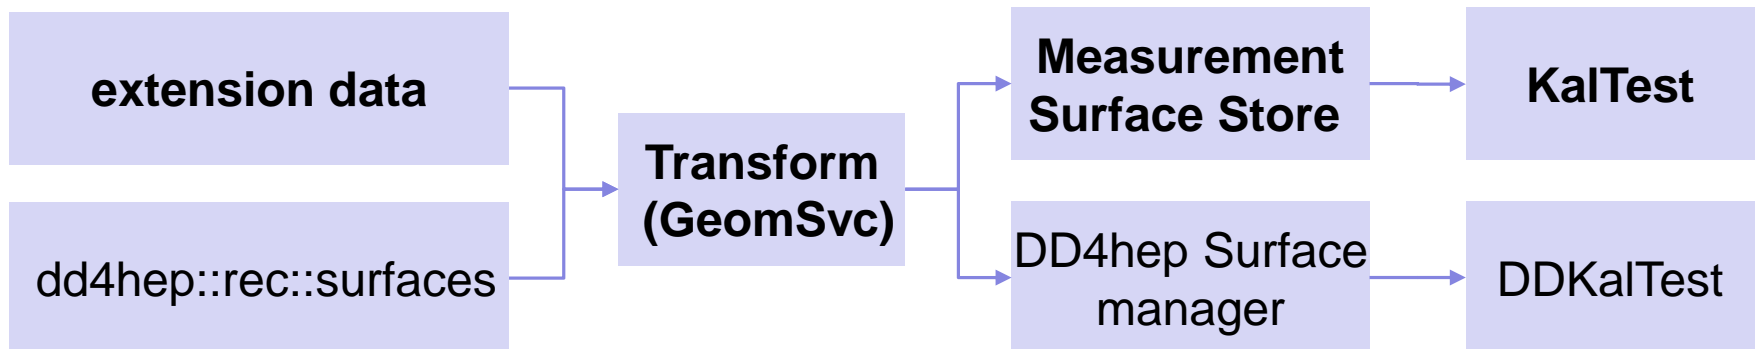 extension data
dd4hep::rec::surfaces
Transform
(GeomSvc)
Measurement
Surface Store
KalTest
DD4hep Surface
manager
DDKalTest